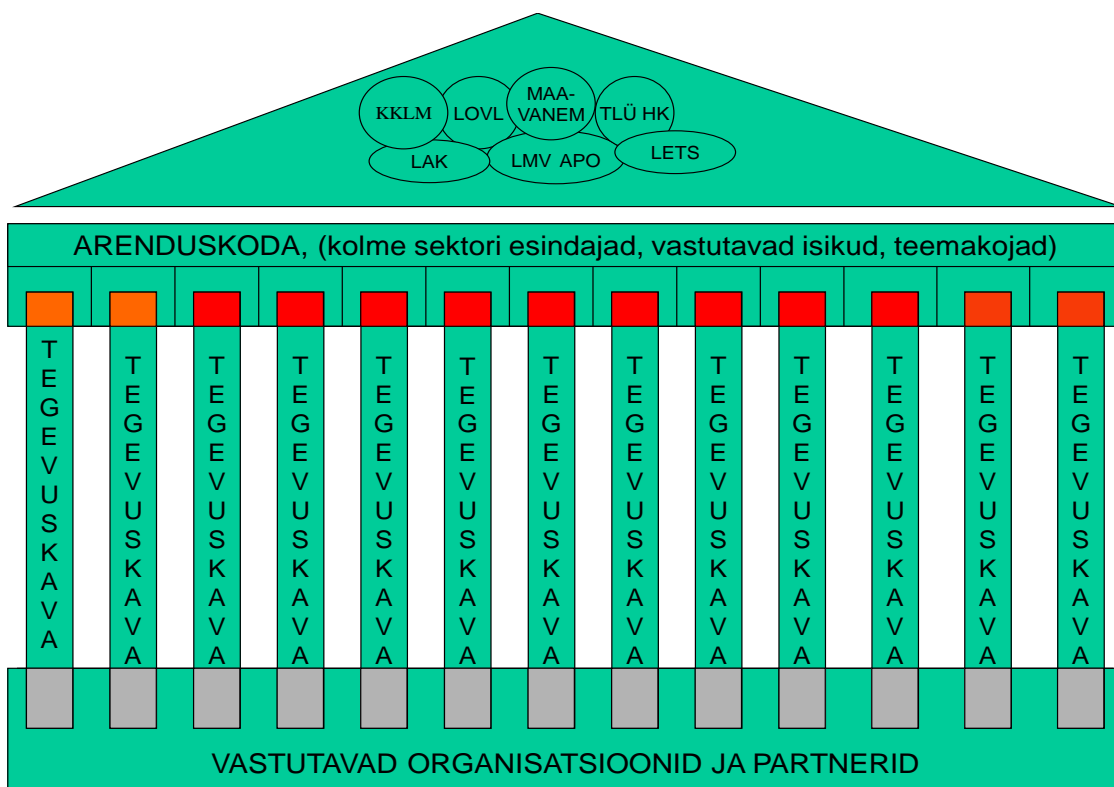 KKLM
LOVL
MAA-
VANEM
TLÜ HK
LAK
LMV APO
LETS
ARENDUSKODA, (kolme sektori esindajad, vastutavad isikud, teemakojad)
TEGEVUSKAVA
TEGEVUSKAVA
TEGEVUSKAVA
TEGEVUSKAVA
TEGEVUSKAVA
TEGEVUSKAVA
TEGEVUSKAVA
TEGEVUSKAVA
TEGEVUSKAVA
TEGEVUSKAVA
TEGEVUSKAVA
TEGEVUSKAVA
TEGEVUSKAVA
VASTUTAVAD ORGANISATSIOONID JA PARTNERID